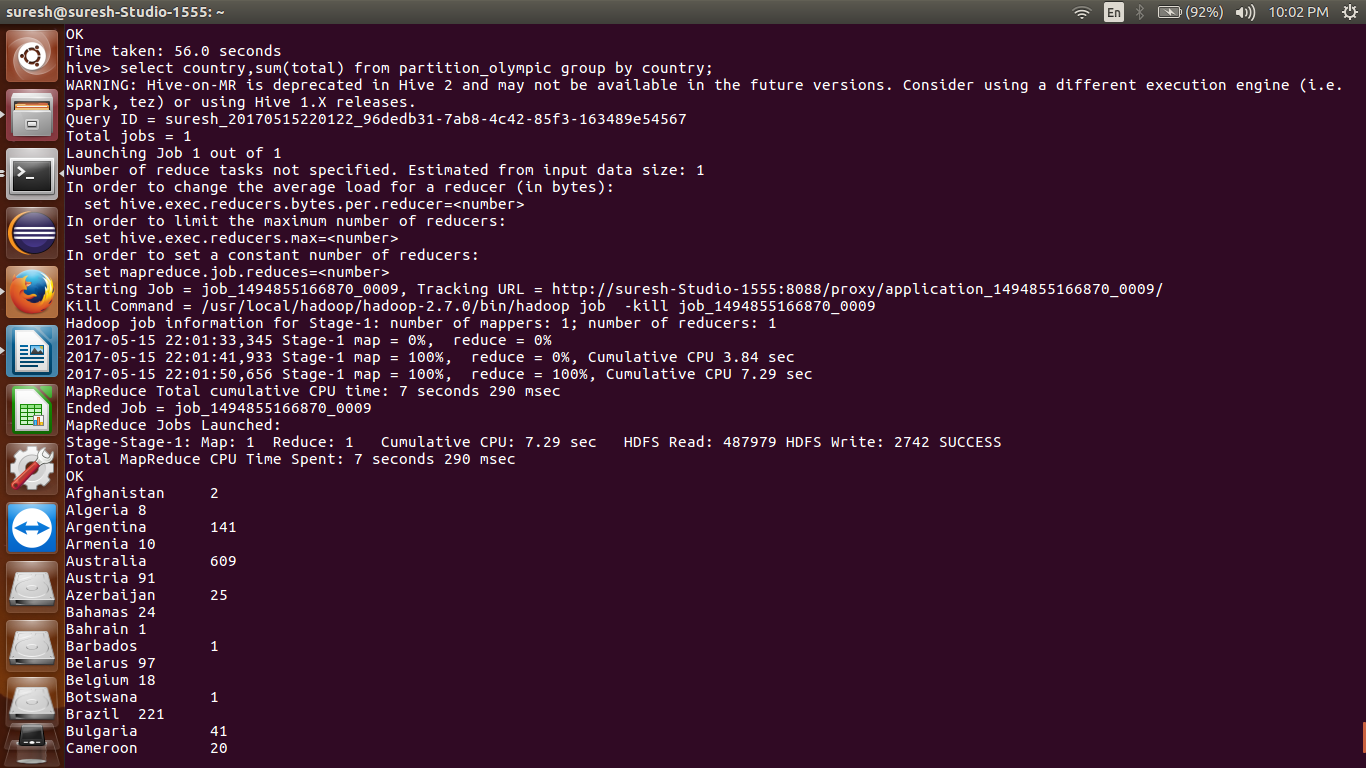 suresh@suresh-Studio-1555: ~
En
(92%)
10:02 PM
OK
Time taken: 56.0 seconds
hive> select country,sum(total) from partition_olympic group by country;
WARNING: Hive-on-MR is deprecated in Hive 2 and may not be available in the future versions. Consider using a different execution engine (i.e.
spark, tez) or using Hive 1.X releases.
Query ID = suresh_20170515220122_96dedb31-7ab8-4c42-85f3-163489e54567
Total jobs = 1
Launching Job 1 out of 1
Number of reduce tasks not specified. Estimated from input data size: 1
In order to change the average load for a reducer (in bytes):
  set hive.exec.reducers.bytes.per.reducer=<number>
In order to limit the maximum number of reducers:
  set hive.exec.reducers.max=<number>
In order to set a constant number of reducers:
  set mapreduce.job.reduces=<number>
Starting Job = job_1494855166870_0009, Tracking URL = http://suresh-Studio-1555:8088/proxy/application_1494855166870_0009/
Kill Command = /usr/local/hadoop/hadoop-2.7.0/bin/hadoop job  -kill job_1494855166870_0009
Hadoop job information for Stage-1: number of mappers: 1; number of reducers: 1
2017-05-15 22:01:33,345 Stage-1 map = 0%,  reduce = 0%
2017-05-15 22:01:41,933 Stage-1 map = 100%,  reduce = 0%, Cumulative CPU 3.84 sec
2017-05-15 22:01:50,656 Stage-1 map = 100%,  reduce = 100%, Cumulative CPU 7.29 sec
MapReduce Total cumulative CPU time: 7 seconds 290 msec
Ended Job = job_1494855166870_0009
MapReduce Jobs Launched:
Stage-Stage-1: Map: 1  Reduce: 1   Cumulative CPU: 7.29 sec   HDFS Read: 487979 HDFS Write: 2742 SUCCESS
Total MapReduce CPU Time Spent: 7 seconds 290 msec
OK
Afghanistan     2
Algeria 8
Argentina       141
Armenia 10
Australia       609
Austria 91
Azerbaijan      25
Bahamas 24
Bahrain 1
Barbados        1
Belarus 97
Belgium 18
Botswana        1
Brazil  221
Bulgaria        41
Cameroon        20